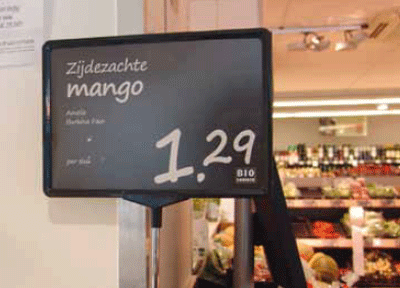 Zijdezachte
mango
Amelie
Burkina Faso
per stuk
1.29
BIO